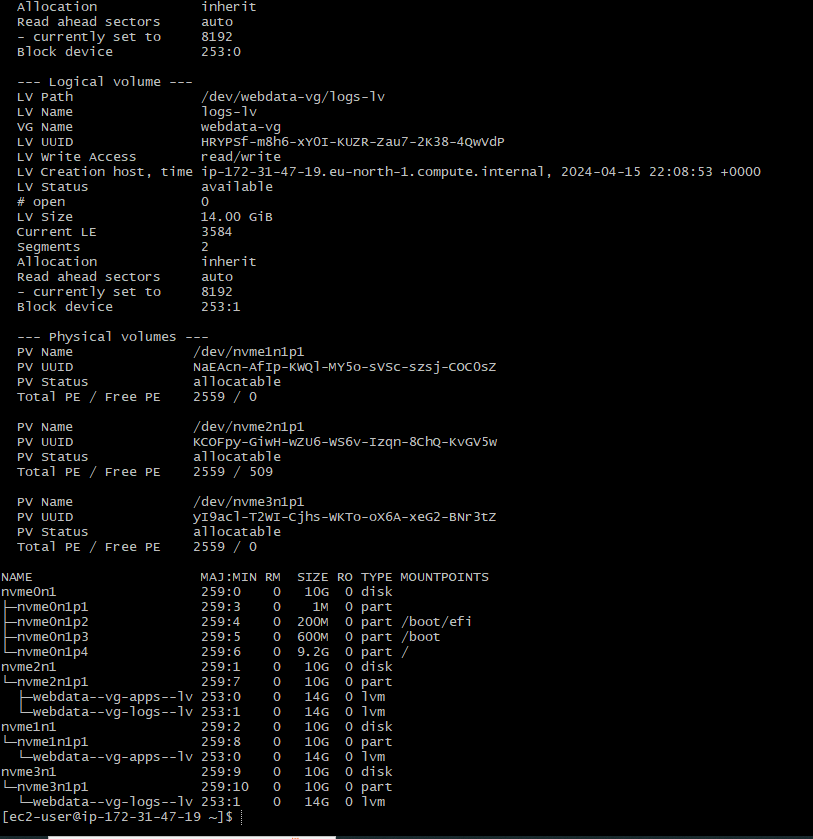 Allocation inherit
Read ahead sectors auto
- currently set to 8192
Block device 253:0
--- Logical volume ---
LV Path /dev/webdata-vg/logs-lv
LV Name logs-lv
VG Name webdata-vg
LV UUID HRYPSf-m8h6-xY0I-KUZR-Zau7-2K38-4QwVdP
LV Write Access read/write
LV Creation host, time ip-172-31-47-19.eu-north-1.compute.internal, 2024-04-15 22:08:53 +0000
LV Status available
# open 0
LV Size 14.00 GiB
Current LE 3584
Segments 2
Allocation inherit
Read ahead sectors auto
- currently set to 8192
Block device 253:1
--- Physical volumes ---
PV Name /dev/nvme1n1p1
PV UUID NaEAcn-AfIp-KWQl-MY5o-sVSc-szsj-COC0sZ
PV Status allocatable
Total PE / Free PE 2559 / 0
PV Name /dev/nvme2n1p1
PV UUID KCOFpy-GiwH-wZU6-WS6v-Izqn-8ChQ-KvGV5w
PV Status allocatable
Total PE / Free PE 2559 / 509
PV Name /dev/nvme3n1p1
PV UUID yI9acl-T2WI-Cjhs-WKTo-oX6A-xeG2-BNr3tZ
PV Status allocatable
Total PE / Free PE 2559 / 0
NAME MAJ:MIN RM SIZE RO TYPE MOUNTPOINTS
nvme0n1 259:0 0 10G 0 disk
├─nvme0n1p1 259:3 0 1M 0 part
├─nvme0n1p2 259:4 0 200M 0 part /boot/efi
├─nvme0n1p3 259:5 0 600M 0 part /boot
└─nvme0n1p4 259:6 0 9.2G 0 part /
nvme2n1 259:1 0 10G 0 disk
└─nvme2n1p1 259:7 0 10G 0 part
├─webdata--vg-apps--lv 253:0 0 14G 0 lvm
└─webdata--vg-logs--lv 253:1 0 14G 0 lvm
nvme1n1 259:2 0 10G 0 disk
└─nvme1n1p1 259:8 0 10G 0 part
└─webdata--vg-apps--lv 253:0 0 14G 0 lvm
nvme3n1 259:9 0 10G 0 disk
└─nvme3n1p1 259:10 0 10G 0 part
└─webdata--vg-logs--lv 253:1 0 14G 0 lvm
[ec2-user@ip-172-31-47-19 ~]$